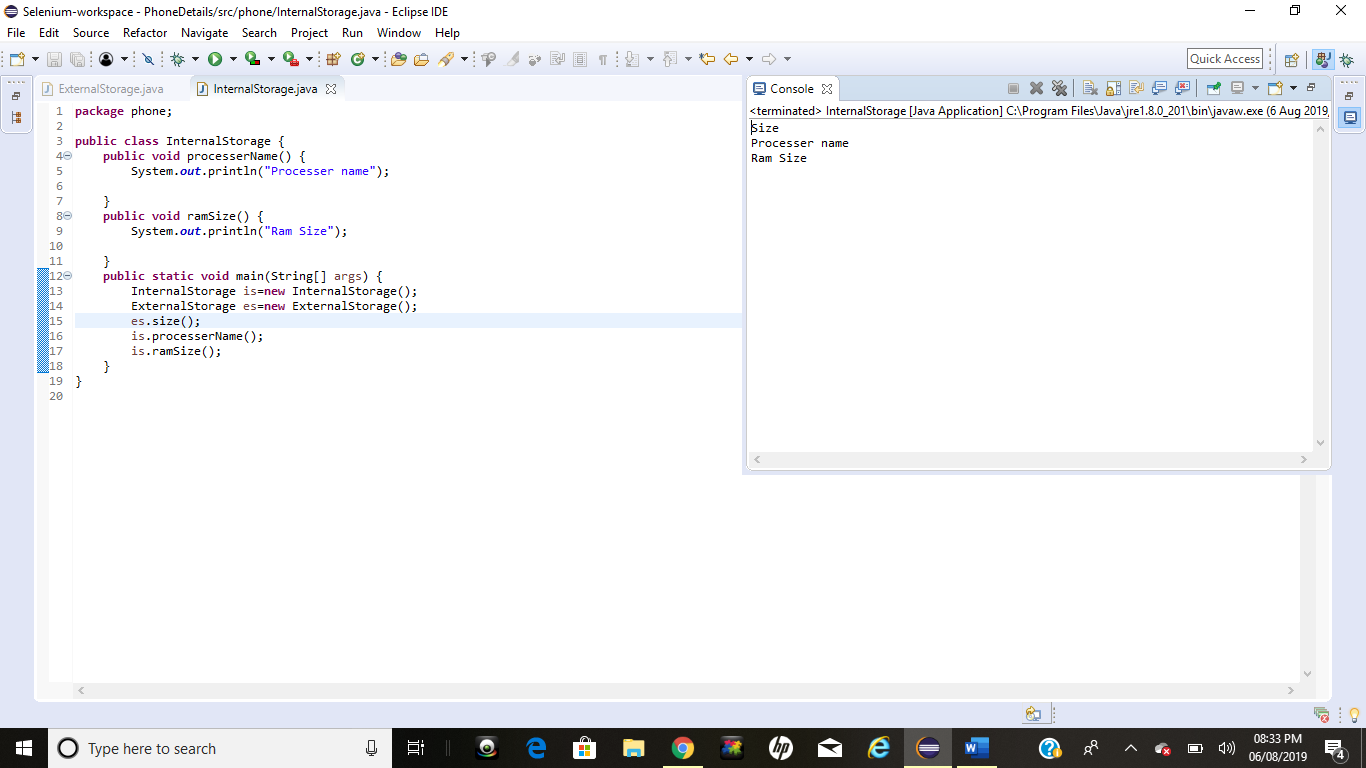 Selenium-workspace - PhoneDetails/src/phone/InternalStorage.java - Eclipse IDE
File Edit Source Refactor Navigate Search Project Run Window Help
Quick Access
ExternalStorage.java InternalStorage.java
1 package phone;
2
3 public class InternalStorage {
4 public void processerName() {
5 System.out.println("Processer name");
6
7 }
8 public void ramSize() {
9 System.out.println("Ram Size");
10
11 }
12 public static void main(String[] args) {
13 InternalStorage is=new InternalStorage();
14 ExternalStorage es=new ExternalStorage();
15 es.size();
16 is.processerName();
17 is.ramSize();
18 }
19 }
20
Console
<terminated> InternalStorage [Java Application] C:\Program Files\Java\jre1.8.0_201\bin\javaw.exe (6 Aug 2019,
Size
Processer name
Ram Size
Type here to search
hp
W
08:33 PM
06/08/2019
4